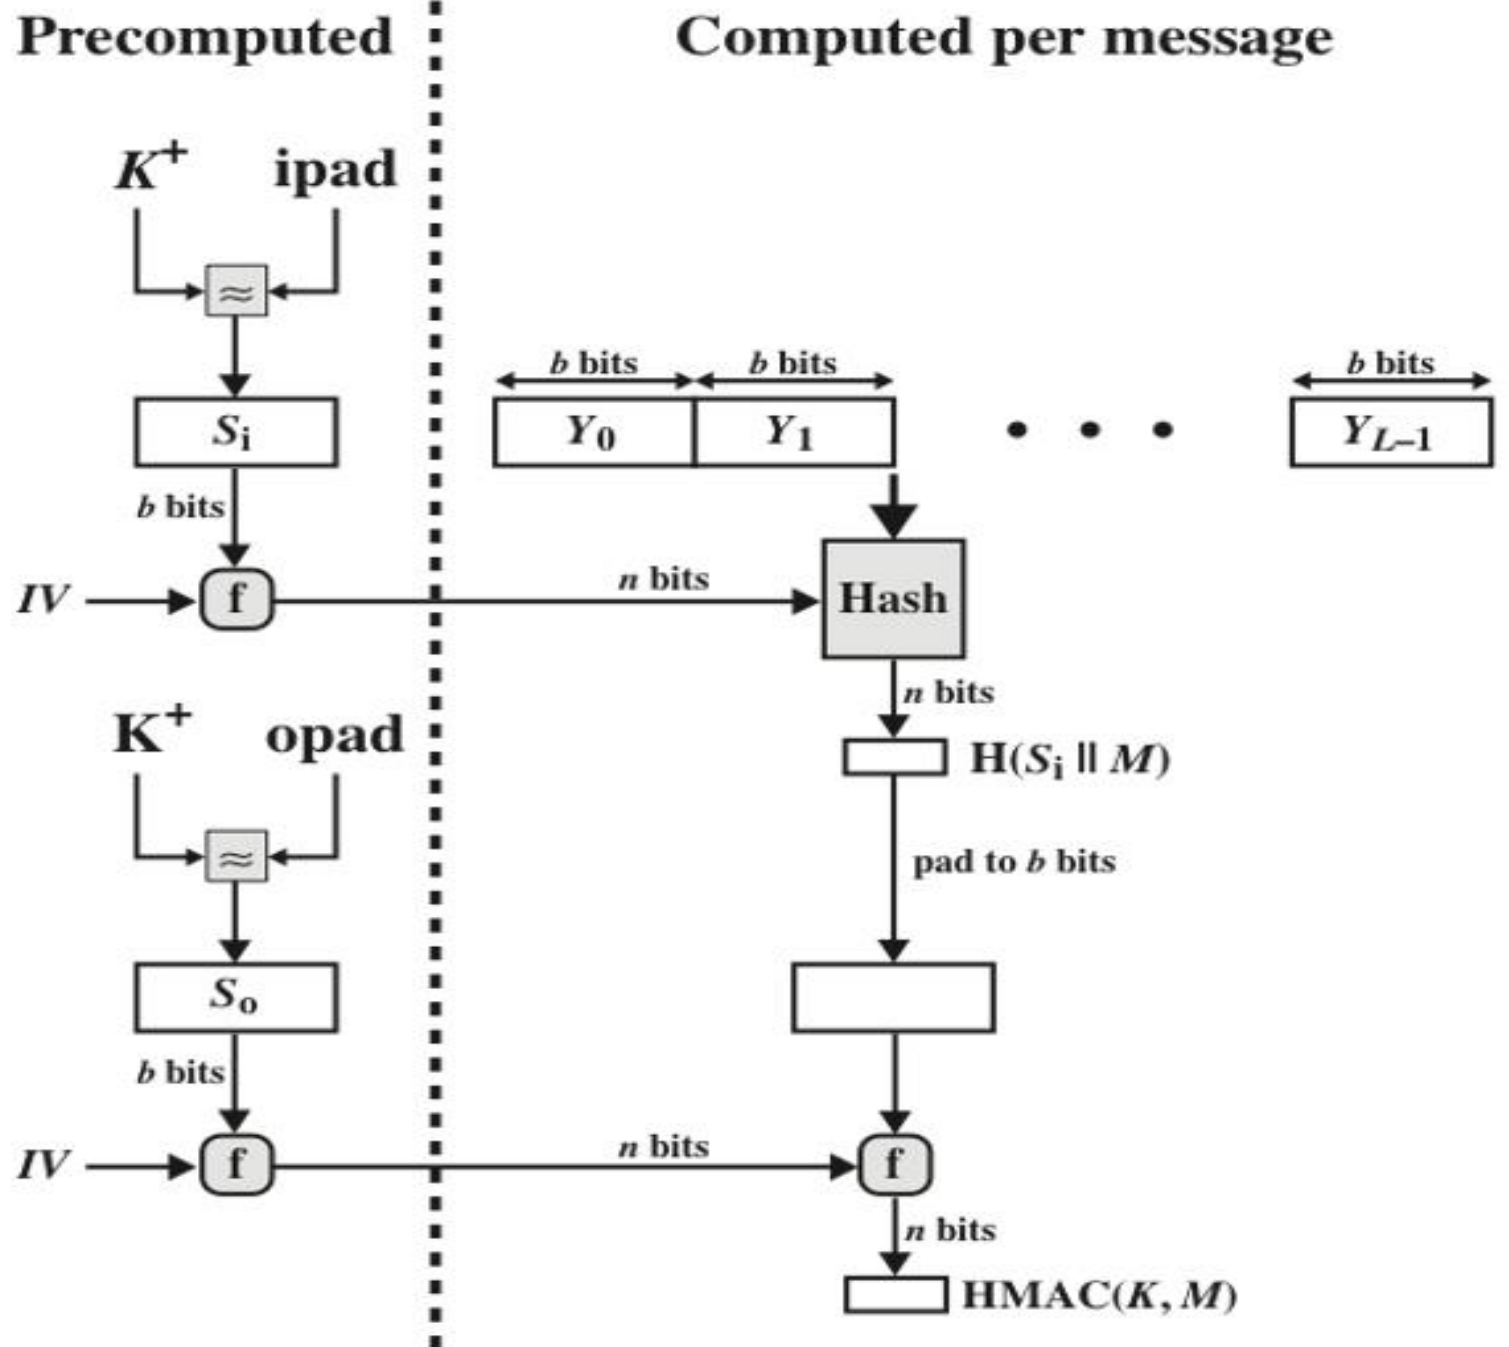 Precomputed
Computed per message
K⁺ ipad
≈
b bits b bits b bits
Sᵢ
Y₀ Y₁ • • • Y_L–1
b bits
IV f n bits Hash
n bits
H(Sᵢ || M)
K⁺ opad
pad to b bits
≈
Sₒ
b bits
IV f n bits f
n bits
HMAC(K, M)